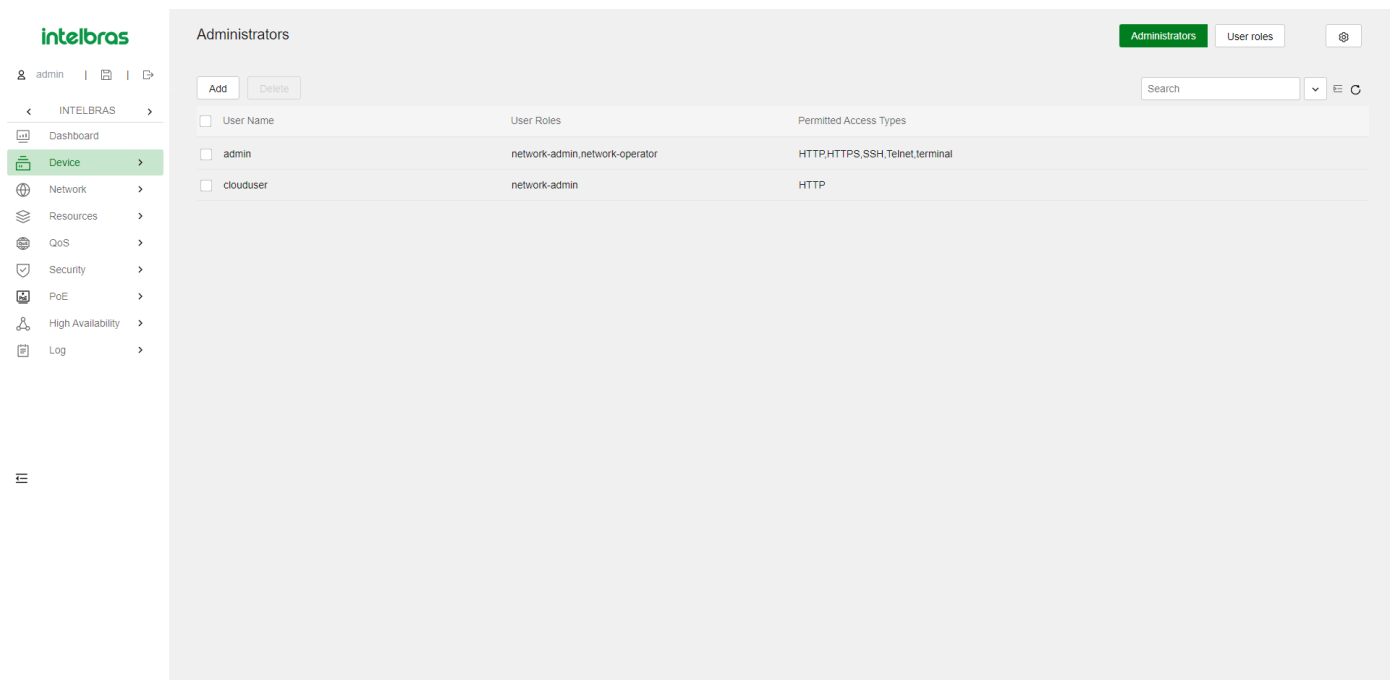 intelbras
admin
INTELBRAS
Dashboard
Device
Network
Resources
QoS
Security
PoE
High Availability
Log
Administrators
Administrators User roles
Add Delete
Search
User Name User Roles Permitted Access Types
admin network-admin,network-operator HTTP,HTTPS,SSH,Telnet,terminal
clouduser network-admin HTTP